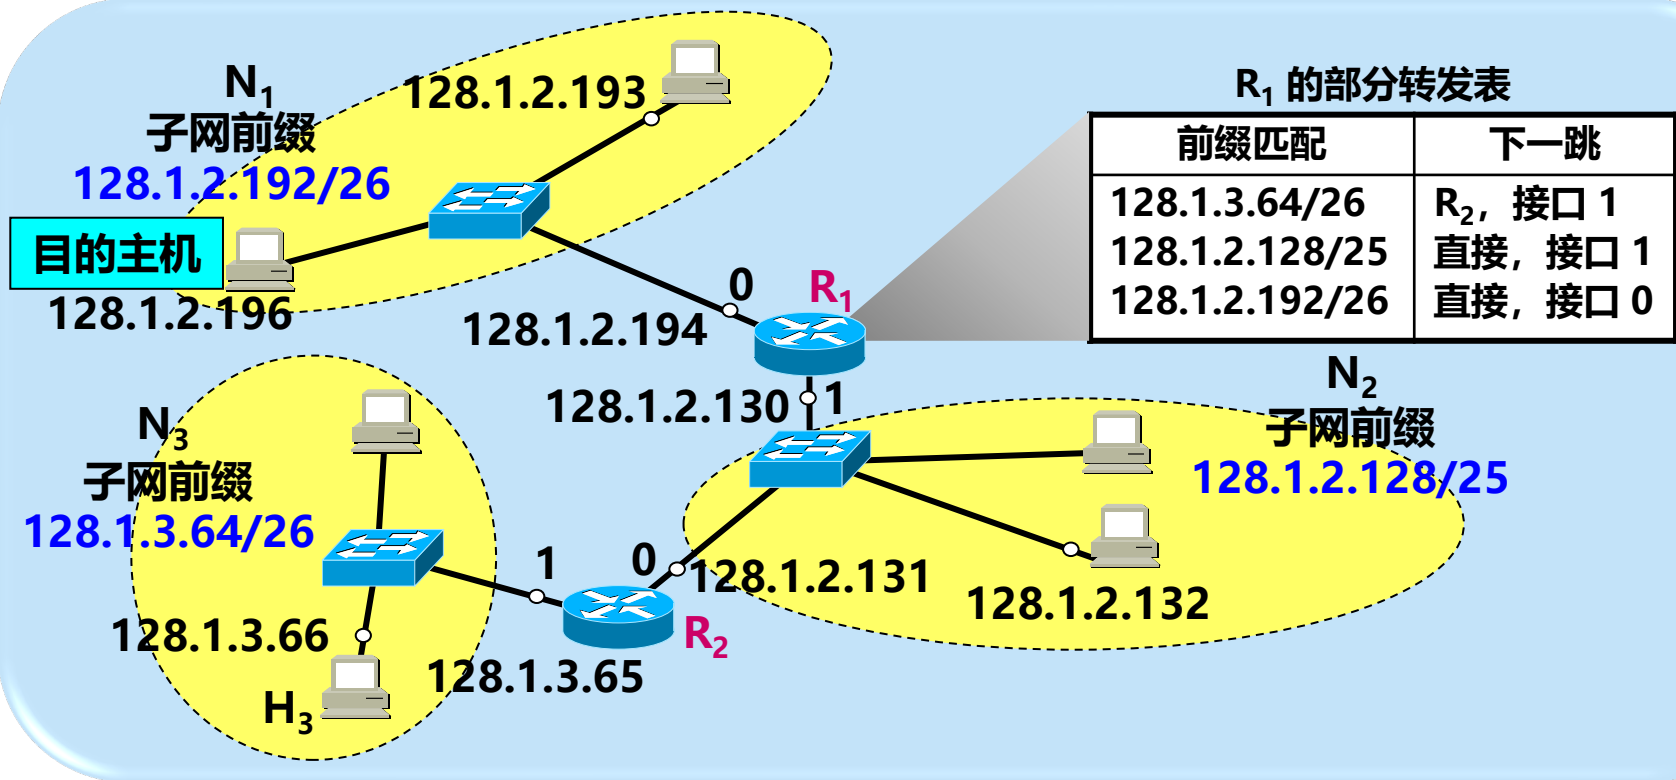 N1
子网前缀
128.1.2.192/26
128.1.2.193
目的主机
128.1.2.196
R1 的部分转发表
前缀匹配 下一跳
128.1.3.64/26 R2，接口 1
128.1.2.128/25 直接，接口 1
128.1.2.192/26 直接，接口 0
0
R1
128.1.2.194
128.1.2.130
1
N2
子网前缀
128.1.2.128/25
N3
子网前缀
128.1.3.64/26
1
0
128.1.2.131
128.1.2.132
128.1.3.66
R2
128.1.3.65
H3